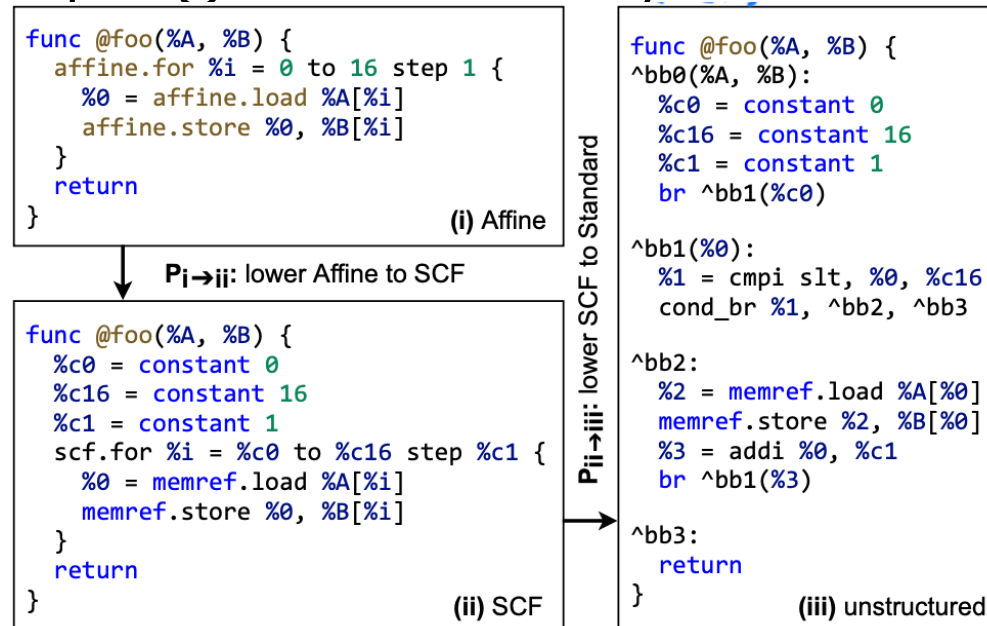 func @foo(%A, %B) {
affine.for %i = 0 to 16 step 1 {
%0 = affine.load %A[%i]
affine.store %0, %B[%i]
}
return
}
(i) Affine
Pi→ii: lower Affine to SCF
func @foo(%A, %B) {
%c0 = constant 0
%c16 = constant 16
%c1 = constant 1
scf.for %i = %c0 to %c16 step %c1 {
%0 = memref.load %A[%i]
memref.store %0, %B[%i]
}
return
}
(ii) SCF
Pii→iii: lower SCF to Standard
func @foo(%A, %B) {
^bb0(%A, %B):
%c0 = constant 0
%c16 = constant 16
%c1 = constant 1
br ^bb1(%c0)
^bb1(%0):
%1 = cmpi slt, %0, %c16
cond_br %1, ^bb2, ^bb3
^bb2:
%2 = memref.load %A[%0]
memref.store %2, %B[%0]
%3 = addi %0, %c1
br ^bb1(%3)
^bb3:
return
}
(iii) unstructured